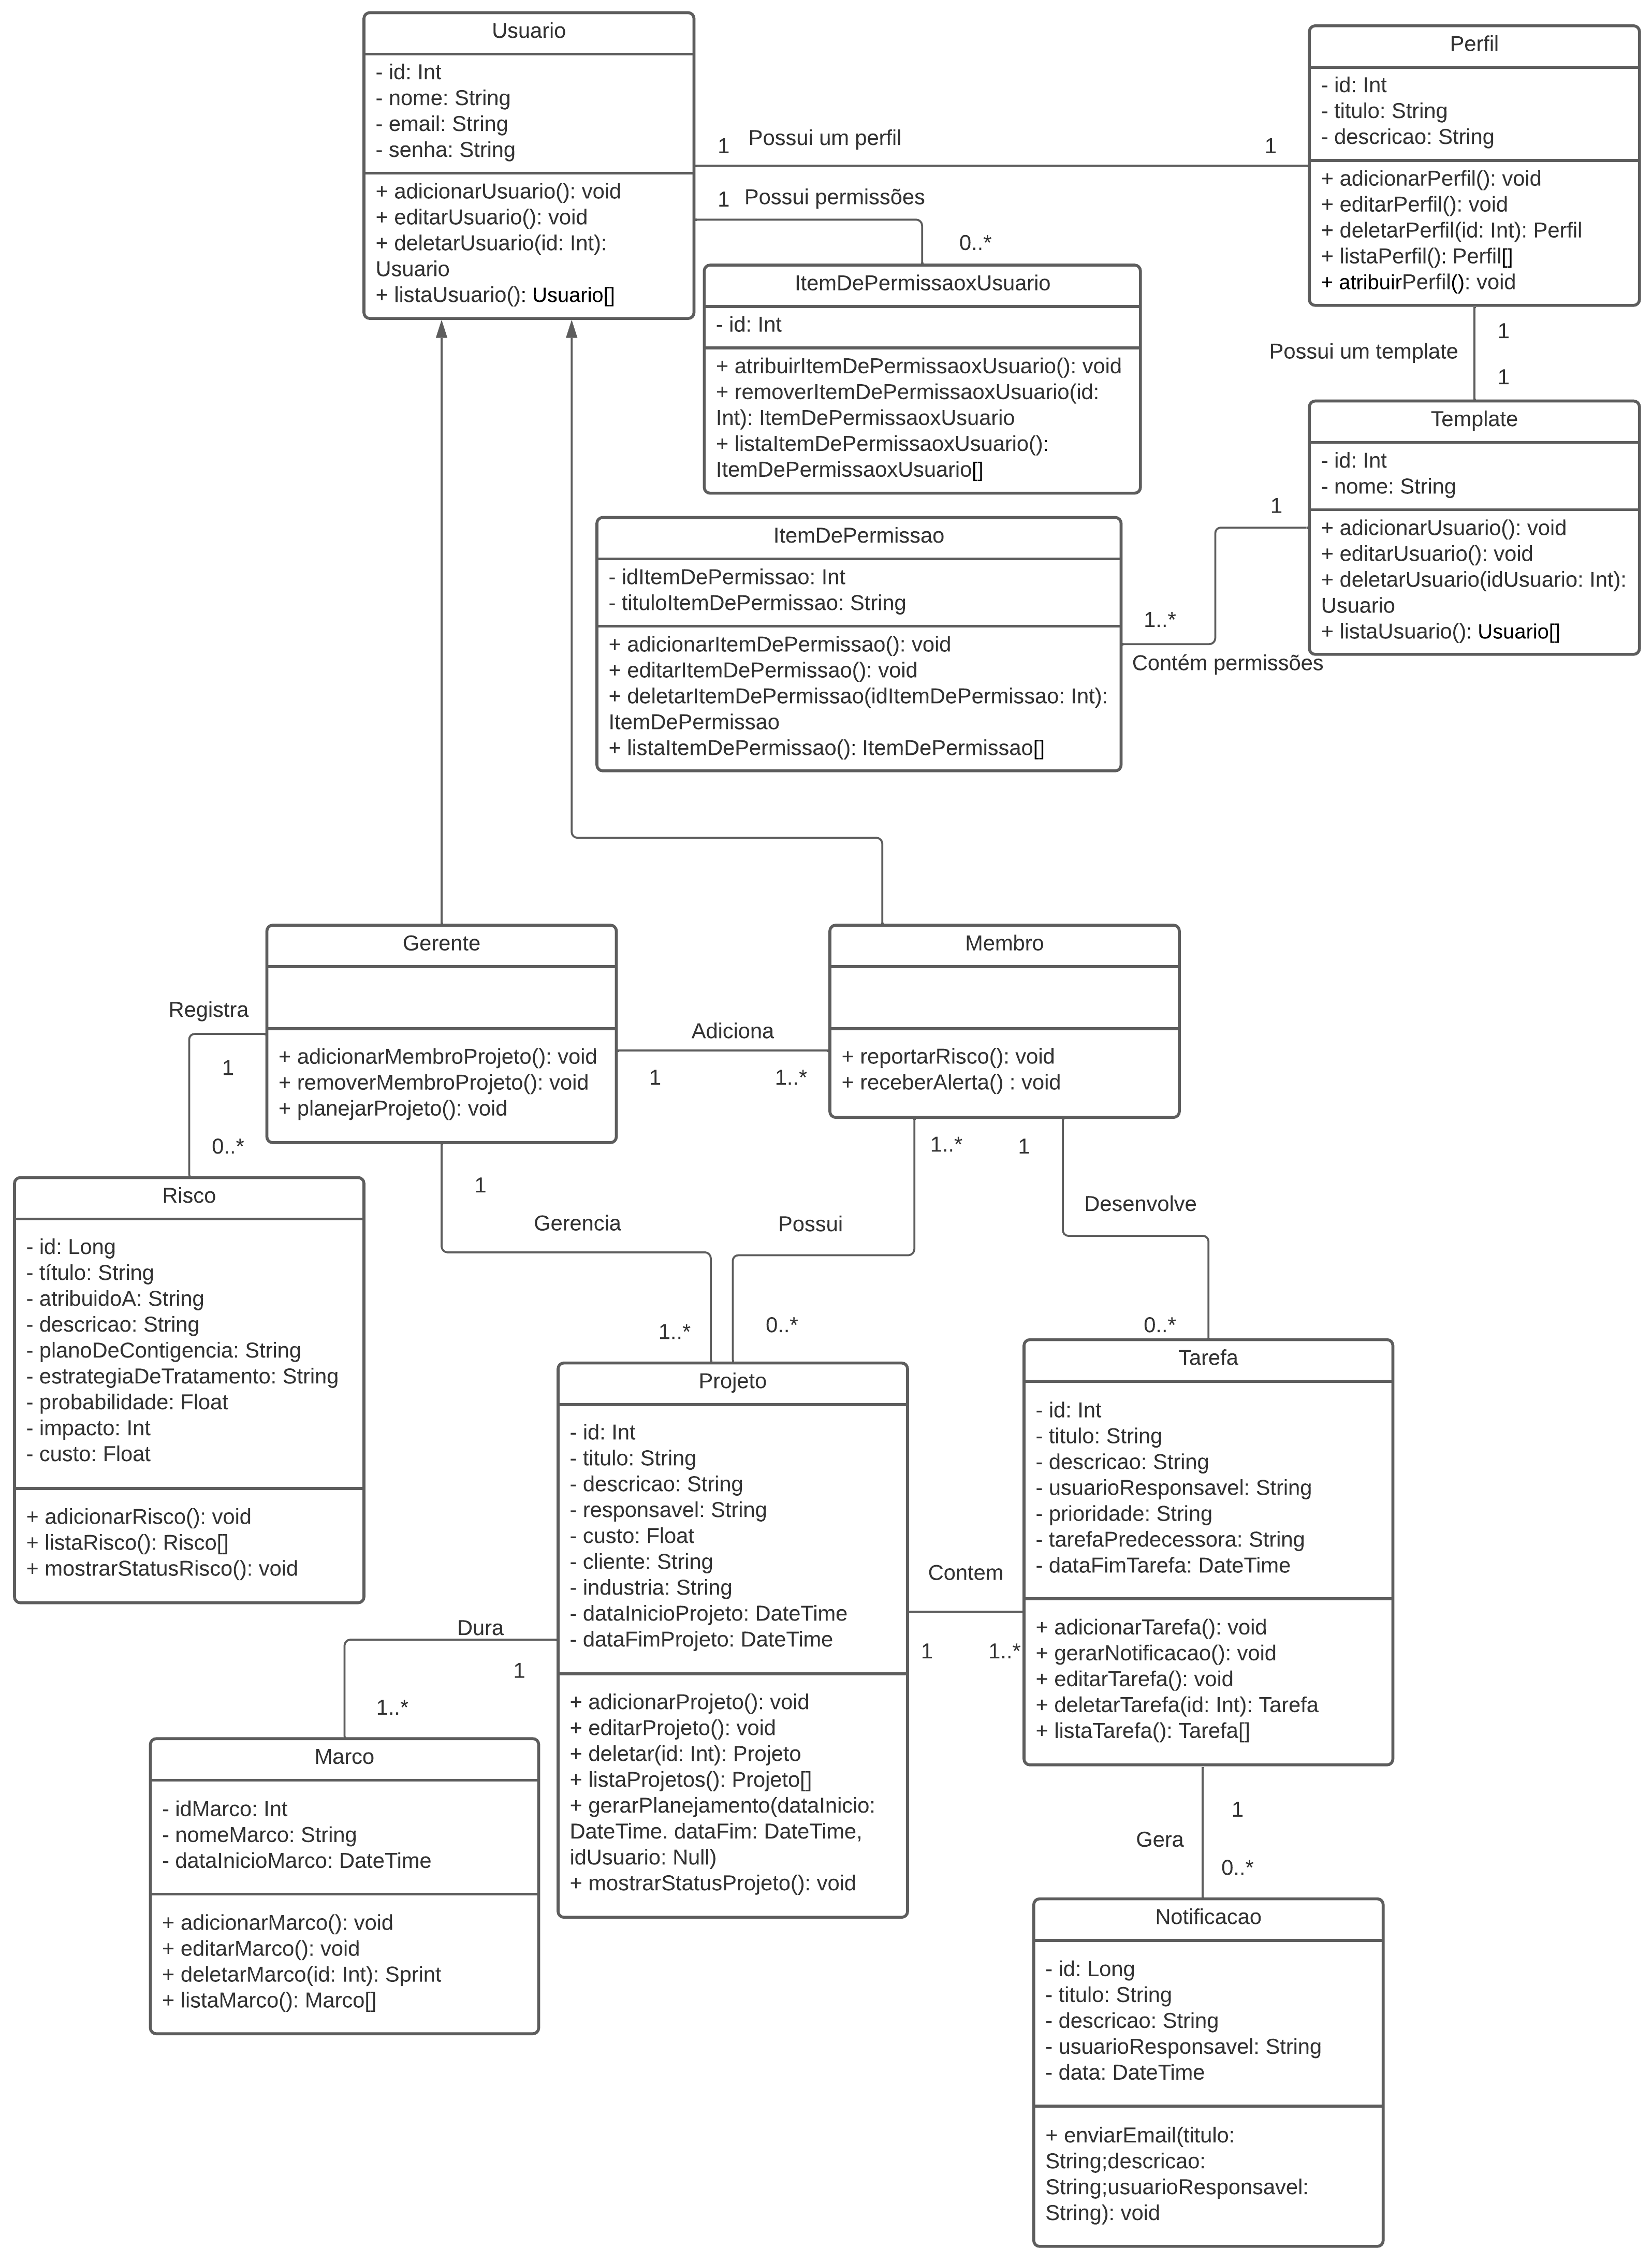 Usuario
- id: Int
- nome: String
- email: String
- senha: String
+ adicionarUsuario(): void
+ editarUsuario(): void
+ deletarUsuario(id: Int):
Usuario
+ listaUsuario(): Usuario[]
Perfil
- id: Int
- titulo: String
- descricao: String
+ adicionarPerfil(): void
+ editarPerfil(): void
+ deletarPerfil(id: Int): Perfil
+ listaPerfil(): Perfil[]
+ atribuirPerfil(): void
1
Possui um perfil
1
1
Possui permissões
0..*
ItemDePermissaoxUsuario
- id: Int
+ atribuirItemDePermissaoxUsuario(): void
+ removerItemDePermissaoxUsuario(id:
Int): ItemDePermissaoxUsuario
+ listaItemDePermissaoxUsuario():
ItemDePermissaoxUsuario[]
1
Possui um template
1
Template
- id: Int
- nome: String
+ adicionarUsuario(): void
+ editarUsuario(): void
+ deletarUsuario(idUsuario: Int):
Usuario
+ listaUsuario(): Usuario[]
1
1..*
Contém permissões
ItemDePermissao
- idItemDePermissao: Int
- tituloItemDePermissao: String
+ adicionarItemDePermissao(): void
+ editarItemDePermissao(): void
+ deletarItemDePermissao(idItemDePermissao: Int):
ItemDePermissao
+ listaItemDePermissao(): ItemDePermissao[]
Gerente
+ adicionarMembroProjeto(): void
+ removerMembroProjeto(): void
+ planejarProjeto(): void
Adiciona
1
1..*
Membro
+ reportarRisco(): void
+ receberAlerta() : void
Registra
1
0..*
Risco
- id: Long
- título: String
- atribuidoA: String
- descricao: String
- planoDeContigencia: String
- estrategiaDeTratamento: String
- probabilidade: Float
- impacto: Int
- custo: Float
+ adicionarRisco(): void
+ listaRisco(): Risco[]
+ mostrarStatusRisco(): void
1
Gerencia
1..*
1..*
Possui
0..*
1
Desenvolve
0..*
Projeto
- id: Int
- titulo: String
- descricao: String
- responsavel: String
- custo: Float
- cliente: String
- industria: String
- dataInicioProjeto: DateTime
- dataFimProjeto: DateTime
+ adicionarProjeto(): void
+ editarProjeto(): void
+ deletar(id: Int): Projeto
+ listaProjetos(): Projeto[]
+ gerarPlanejamento(dataInicio:
DateTime. dataFim: DateTime,
idUsuario: Null)
+ mostrarStatusProjeto(): void
Contem
1
1..*
Tarefa
- id: Int
- titulo: String
- descricao: String
- usuarioResponsavel: String
- prioridade: String
- tarefaPredecessora: String
- dataFimTarefa: DateTime
+ adicionarTarefa(): void
+ gerarNotificacao(): void
+ editarTarefa(): void
+ deletarTarefa(id: Int): Tarefa
+ listaTarefa(): Tarefa[]
Dura
1
1..*
Marco
- idMarco: Int
- nomeMarco: String
- dataInicioMarco: DateTime
+ adicionarMarco(): void
+ editarMarco(): void
+ deletarMarco(id: Int): Sprint
+ listaMarco(): Marco[]
1
Gera
0..*
Notificacao
- id: Long
- titulo: String
- descricao: String
- usuarioResponsavel: String
- data: DateTime
+ enviarEmail(titulo:
String;descricao:
String;usuarioResponsavel:
String): void